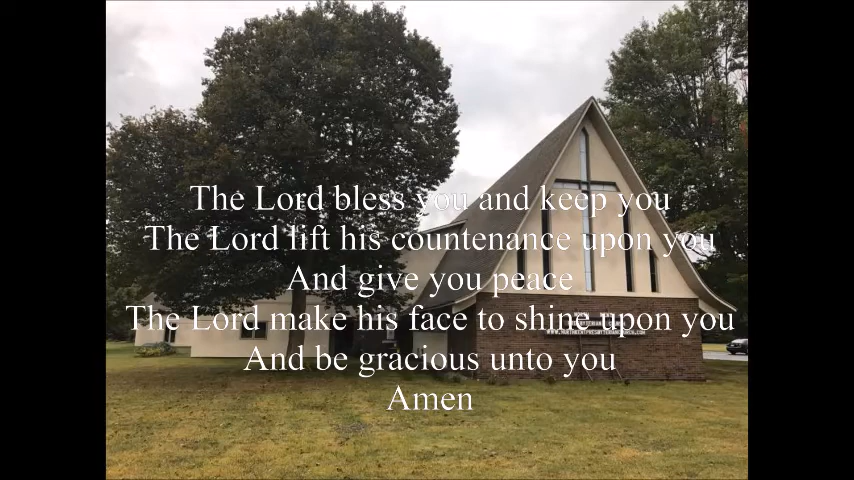 The Lord bless you and keep you
The Lord lift his countenance upon you
And give you peace
The Lord make his face to shine upon you
And be gracious unto you
Amen